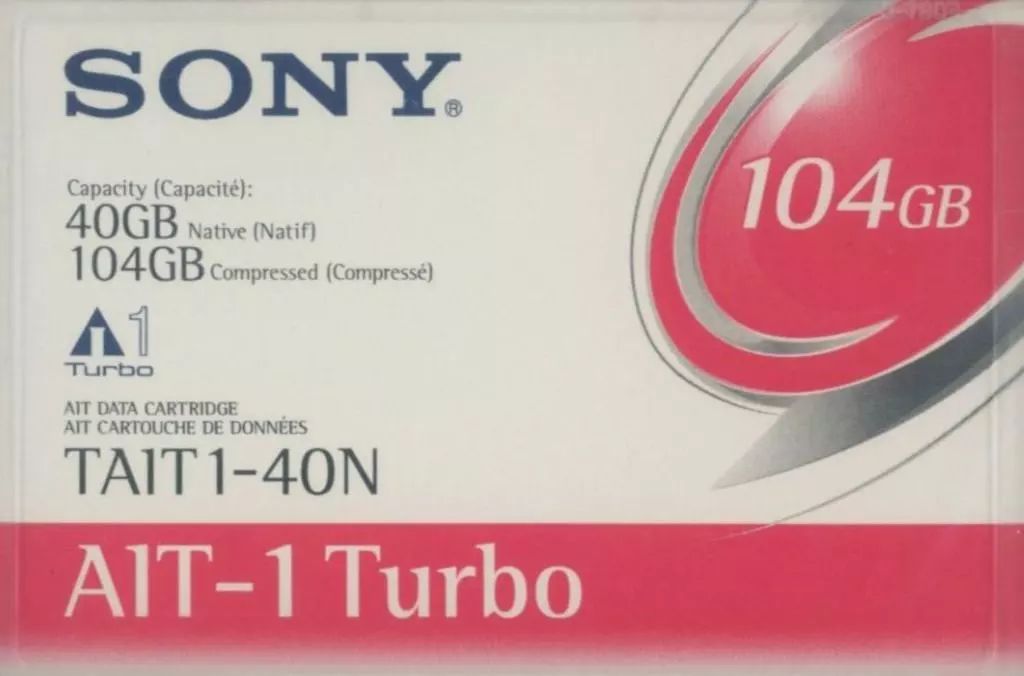 SONY®
Capacity (Capacité):
40GB Native (Natif)
104GB Compressed (Compressé)
104GB
AI1
Turbo
AIT DATA CARTRIDGE
AIT CARTOUCHE DE DONNÉES
TAIT1-40N
AIT-1 Turbo